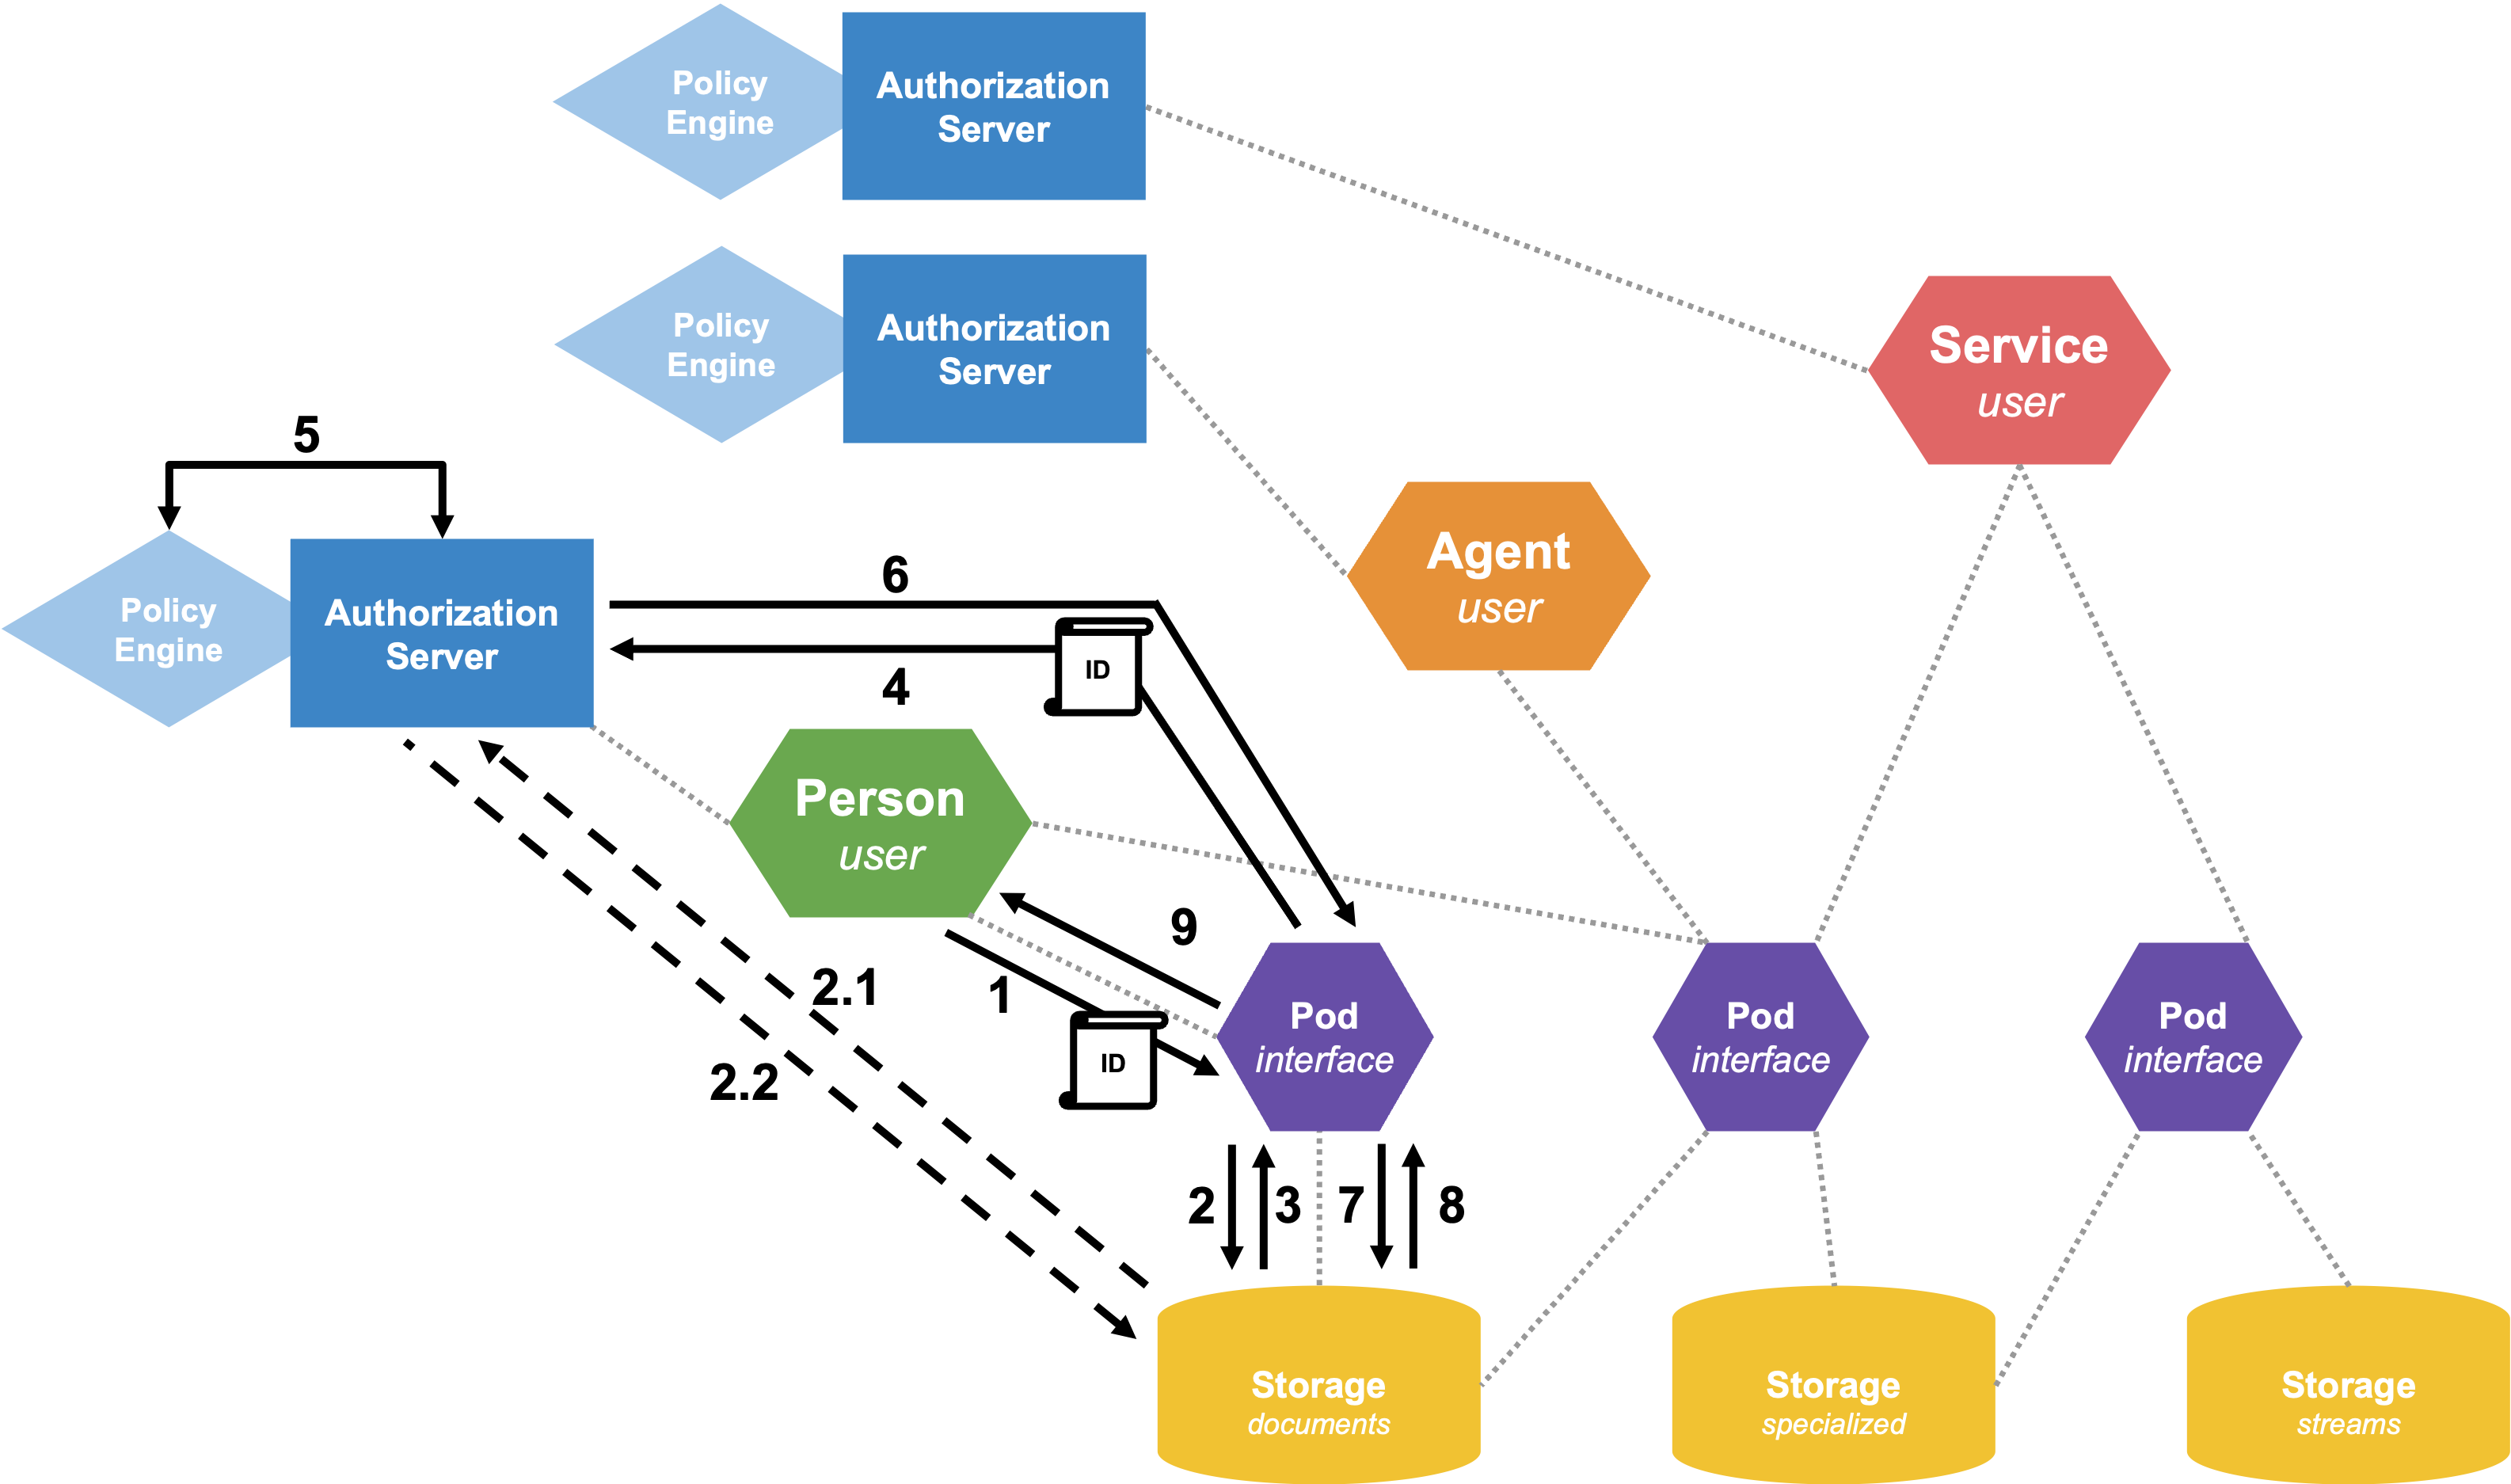 Policy
Engine
Authorization
Server
Policy
Engine
Authorization
Server
Service
user
5
Agent
user
Policy
Engine
Authorization
Server
6
ID
4
Person
user
9
2.1
1
2.2
ID
Pod
interface
Pod
interface
Pod
interface
2
3
7
8
Storage
documents
Storage
specialized
Storage
streams